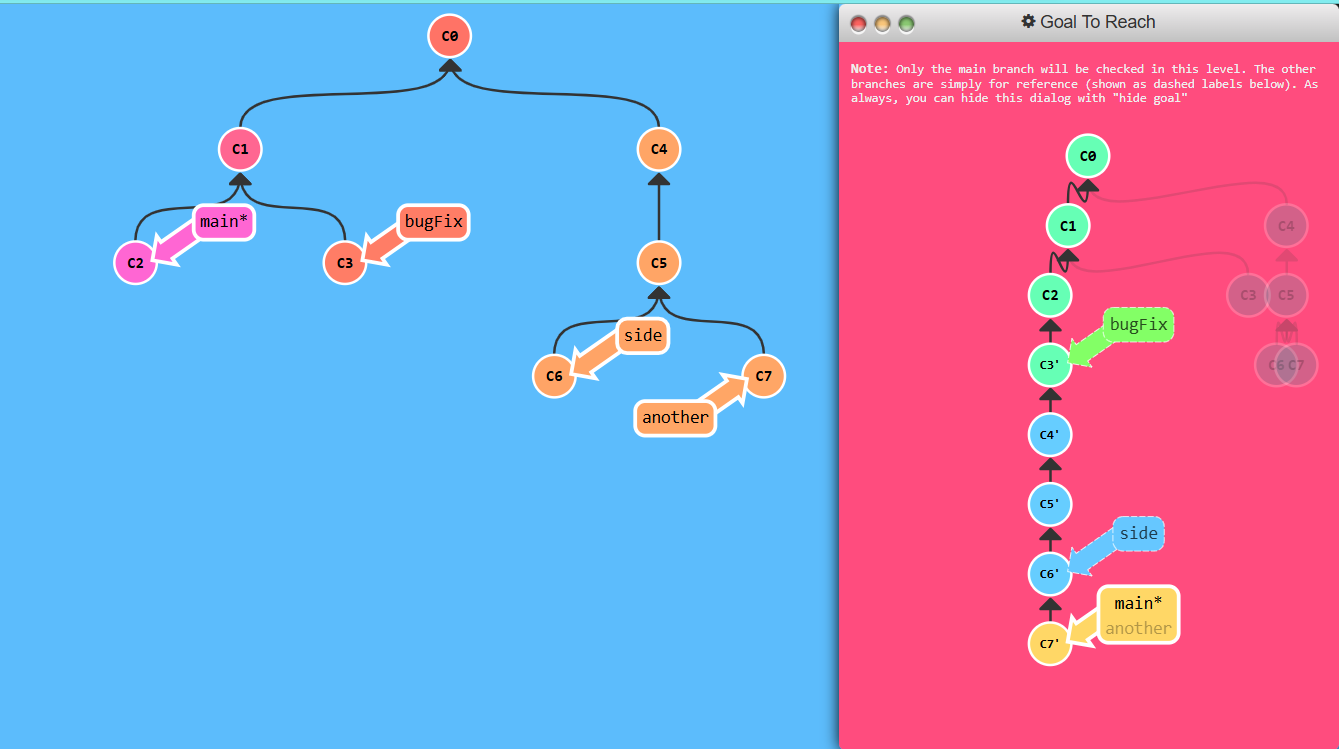 C0
C1
C4
main*
bugFix
C2
C3
C5
side
C6
C7
another
Goal To Reach
Note: Only the main branch will be checked in this level. The other
branches are simply for reference (shown as dashed labels below). As
always, you can hide this dialog with "hide goal"
C0
C1
C4
C2
C3
C5
bugFix
C3'
C6
C7
C4'
C5'
side
C6'
main*
another
C7'